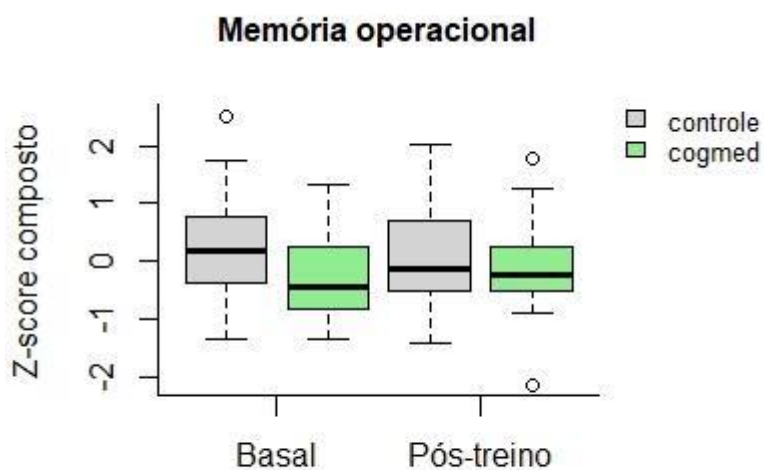 Memória operacional
Z-score composto
2
1
0
-1
-2
controle
cogmed
Basal
Pós-treino